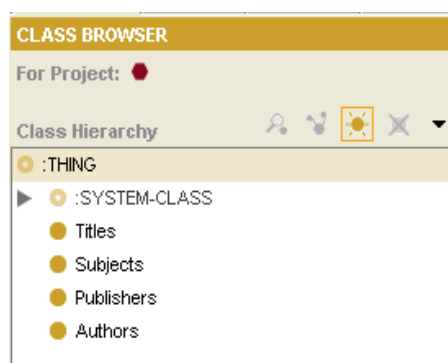 CLASS BROWSER
For Project:
Class Hierarchy
:THING
:SYSTEM-CLASS
Titles
Subjects
Publishers
Authors